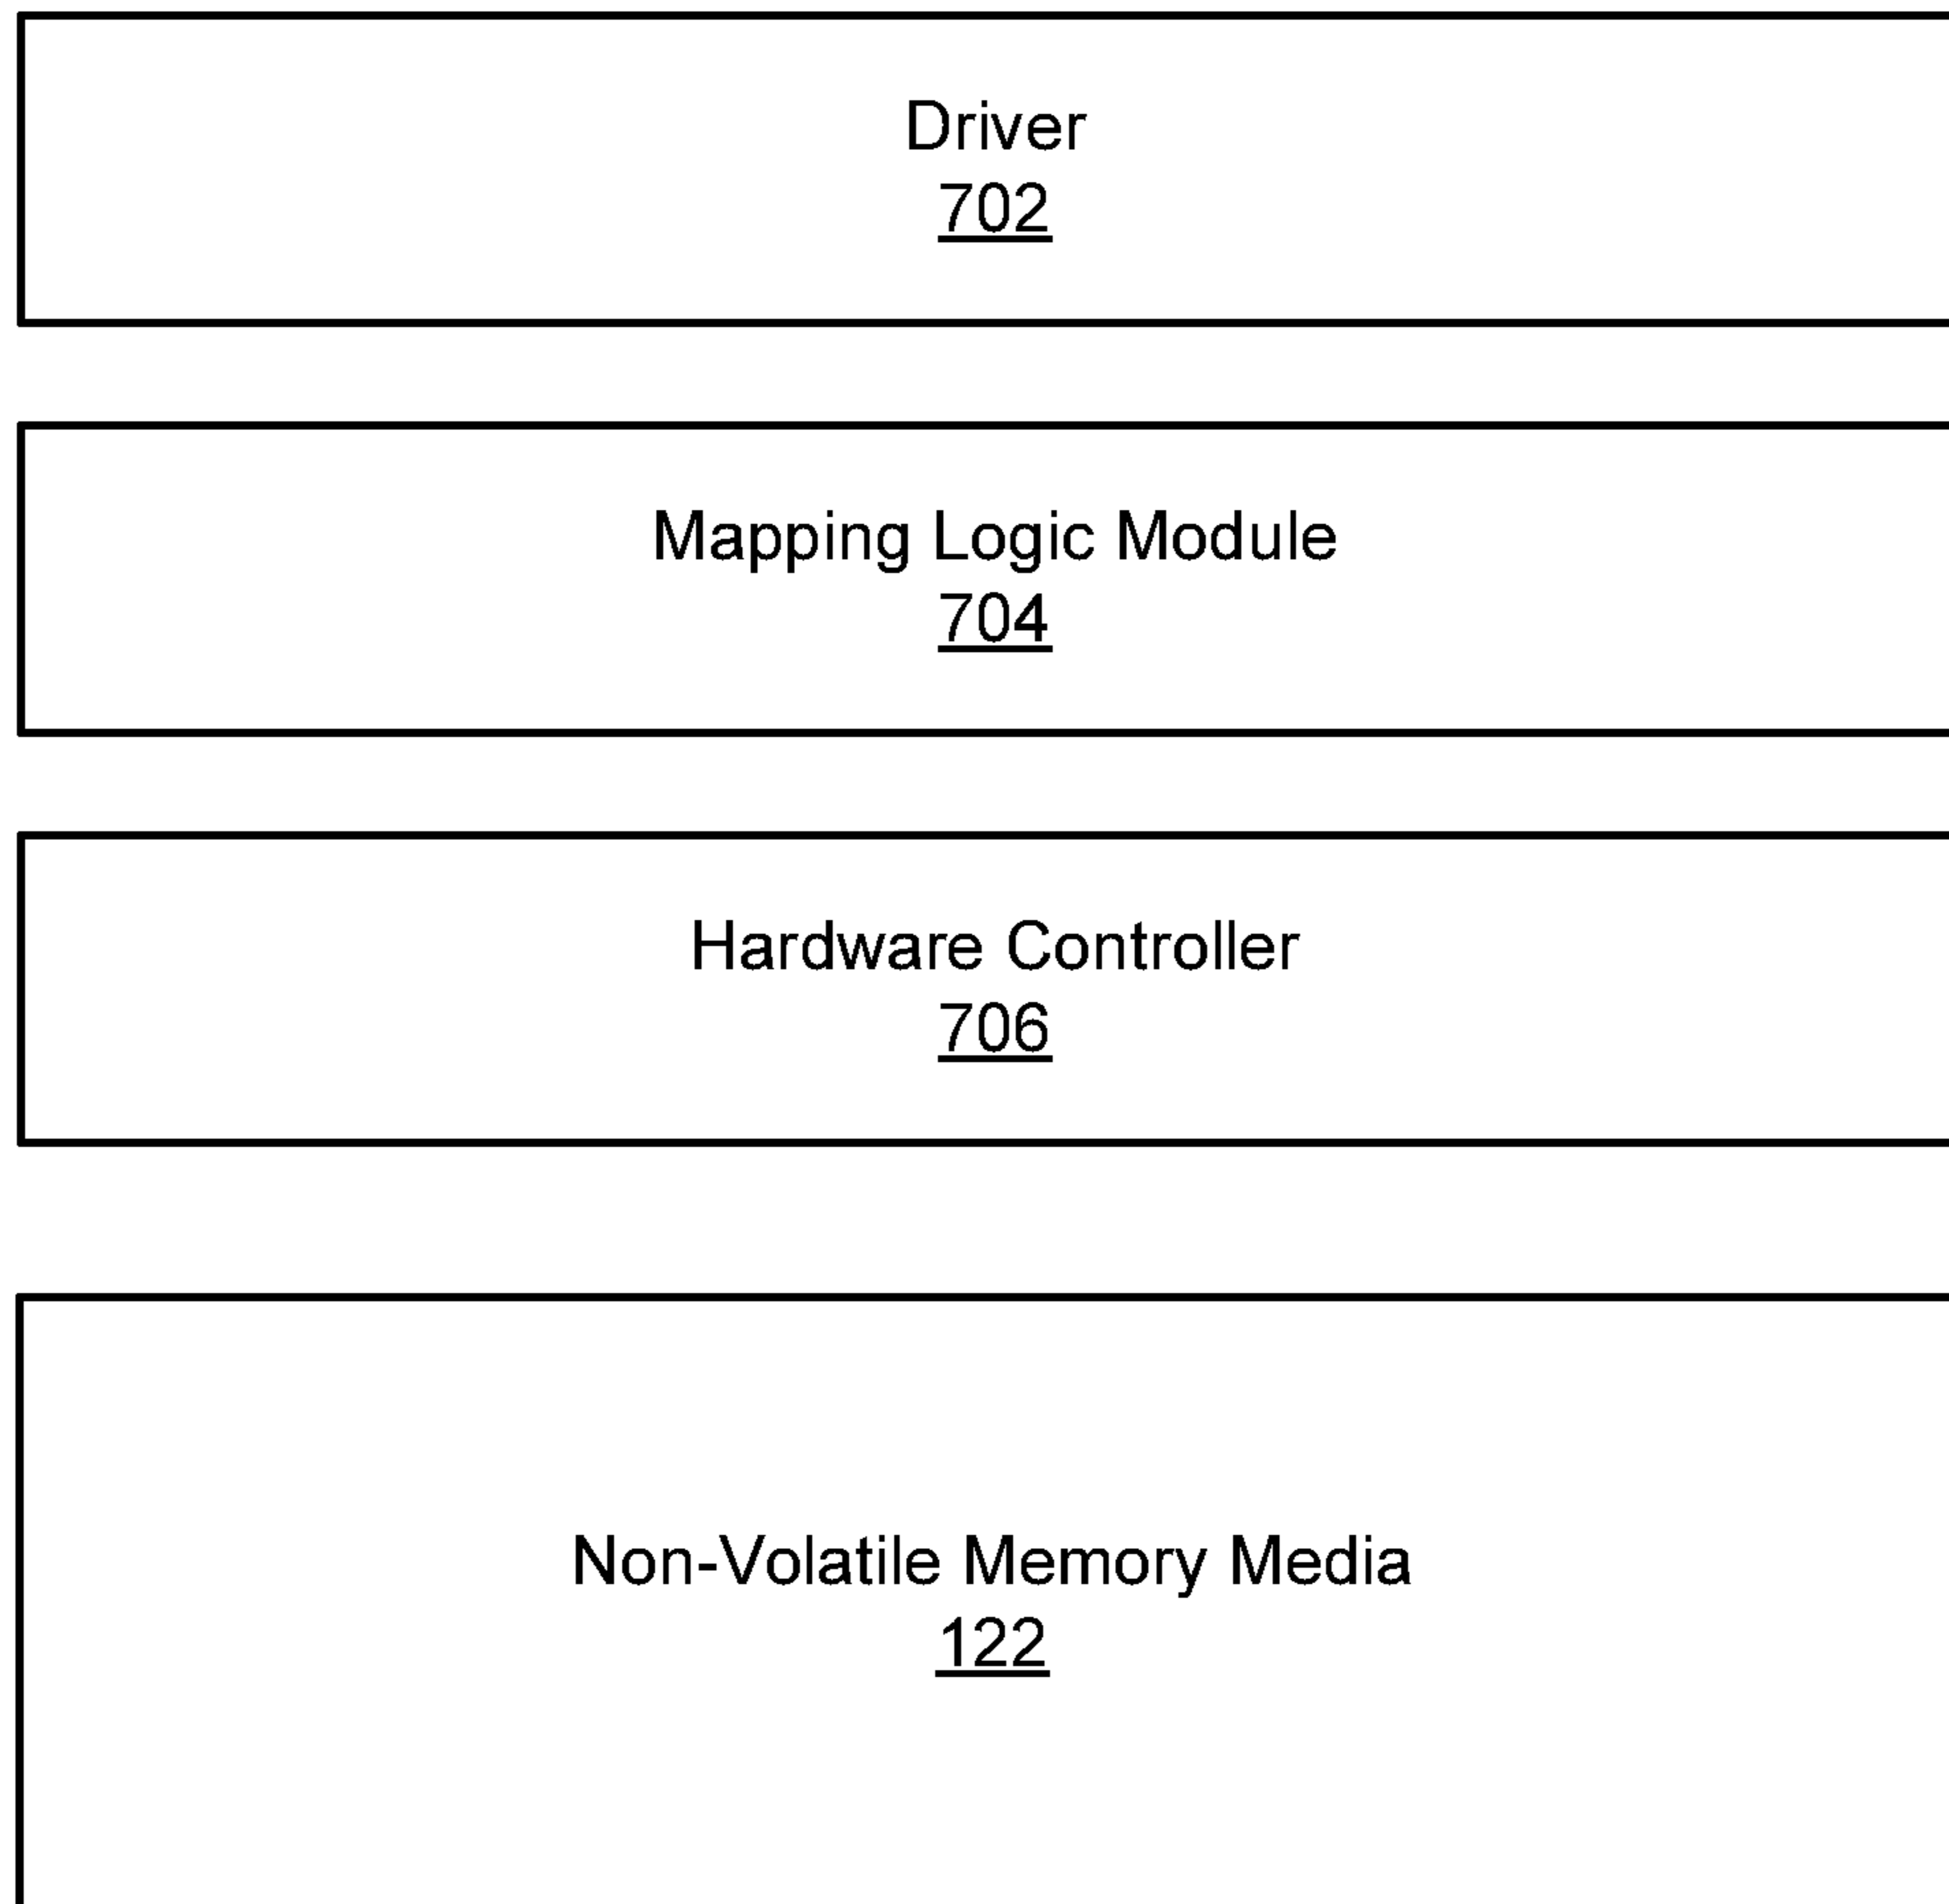 Driver
702
Mapping Logic Module
704
Hardware Controller
706
Non-Volatile Memory Media
122